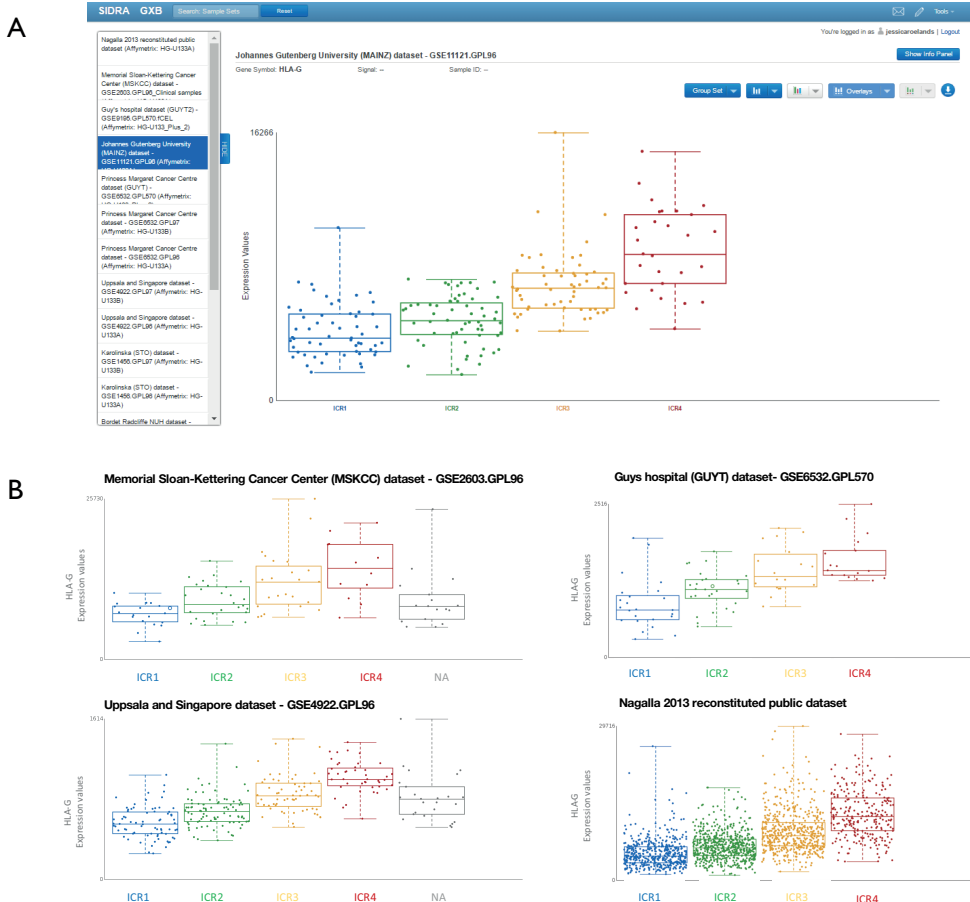 A
SIDRA GXB
Search: Sample Sets
Reset
Tools
You're logged in as jessicaroelands | Logout
Nagalla 2013 reconstituted public
dataset (Affymetrix: HG-U133A)
Memorial Sloan-Kettering Cancer
Center (MSKCC) dataset -
GSE2603.GPL96_Clinical samples
Guy's hospital dataset (GUYT2) -
GSE9195.GPL570.fCEL
(Affymetrix: HG-U133_Plus_2)
Johannes Gutenberg University
(MAINZ) dataset -
GSE11121.GPL96 (Affymetrix:
Princess Margaret Cancer Centre
dataset (GUYT) -
GSE6532.GPL570 (Affymetrix:
Princess Margaret Cancer Centre
dataset - GSE6532.GPL97
(Affymetrix: HG-U133B)
Princess Margaret Cancer Centre
dataset - GSE6532.GPL96
(Affymetrix: HG-U133A)
Uppsala and Singapore dataset -
GSE4922.GPL97 (Affymetrix: HG-
U133B)
Uppsala and Singapore dataset -
GSE4922.GPL96 (Affymetrix: HG-
U133A)
Karolinska (STO) dataset -
GSE1456.GPL97 (Affymetrix: HG-
U133B)
Karolinska (STO) dataset -
GSE1456.GPL96 (Affymetrix: HG-
U133A)
Bordet Radcliffe NUH dataset -
HIDE
Johannes Gutenberg University (MAINZ) dataset - GSE11121.GPL96
Show Info Panel
Gene Symbol: HLA-G Signal: -- Sample ID: --
Group Set
Overlays
16266
Expression Values
0
ICR1 ICR2 ICR3 ICR4
B
Memorial Sloan-Kettering Cancer Center (MSKCC) dataset - GSE2603.GPL96
25730
HLA-G
Expression values
0
ICR1 ICR2 ICR3 ICR4 NA
Guys hospital (GUYT) dataset- GSE6532.GPL570
2516
HLA-G
Expression values
0
ICR1 ICR2 ICR3 ICR4
Uppsala and Singapore dataset - GSE4922.GPL96
1614
HLA-G
Expression values
0
ICR1 ICR2 ICR3 ICR4 NA
Nagalla 2013 reconstituted public dataset
29716
HLA-G
Expression values
0
ICR1 ICR2 ICR3 ICR4